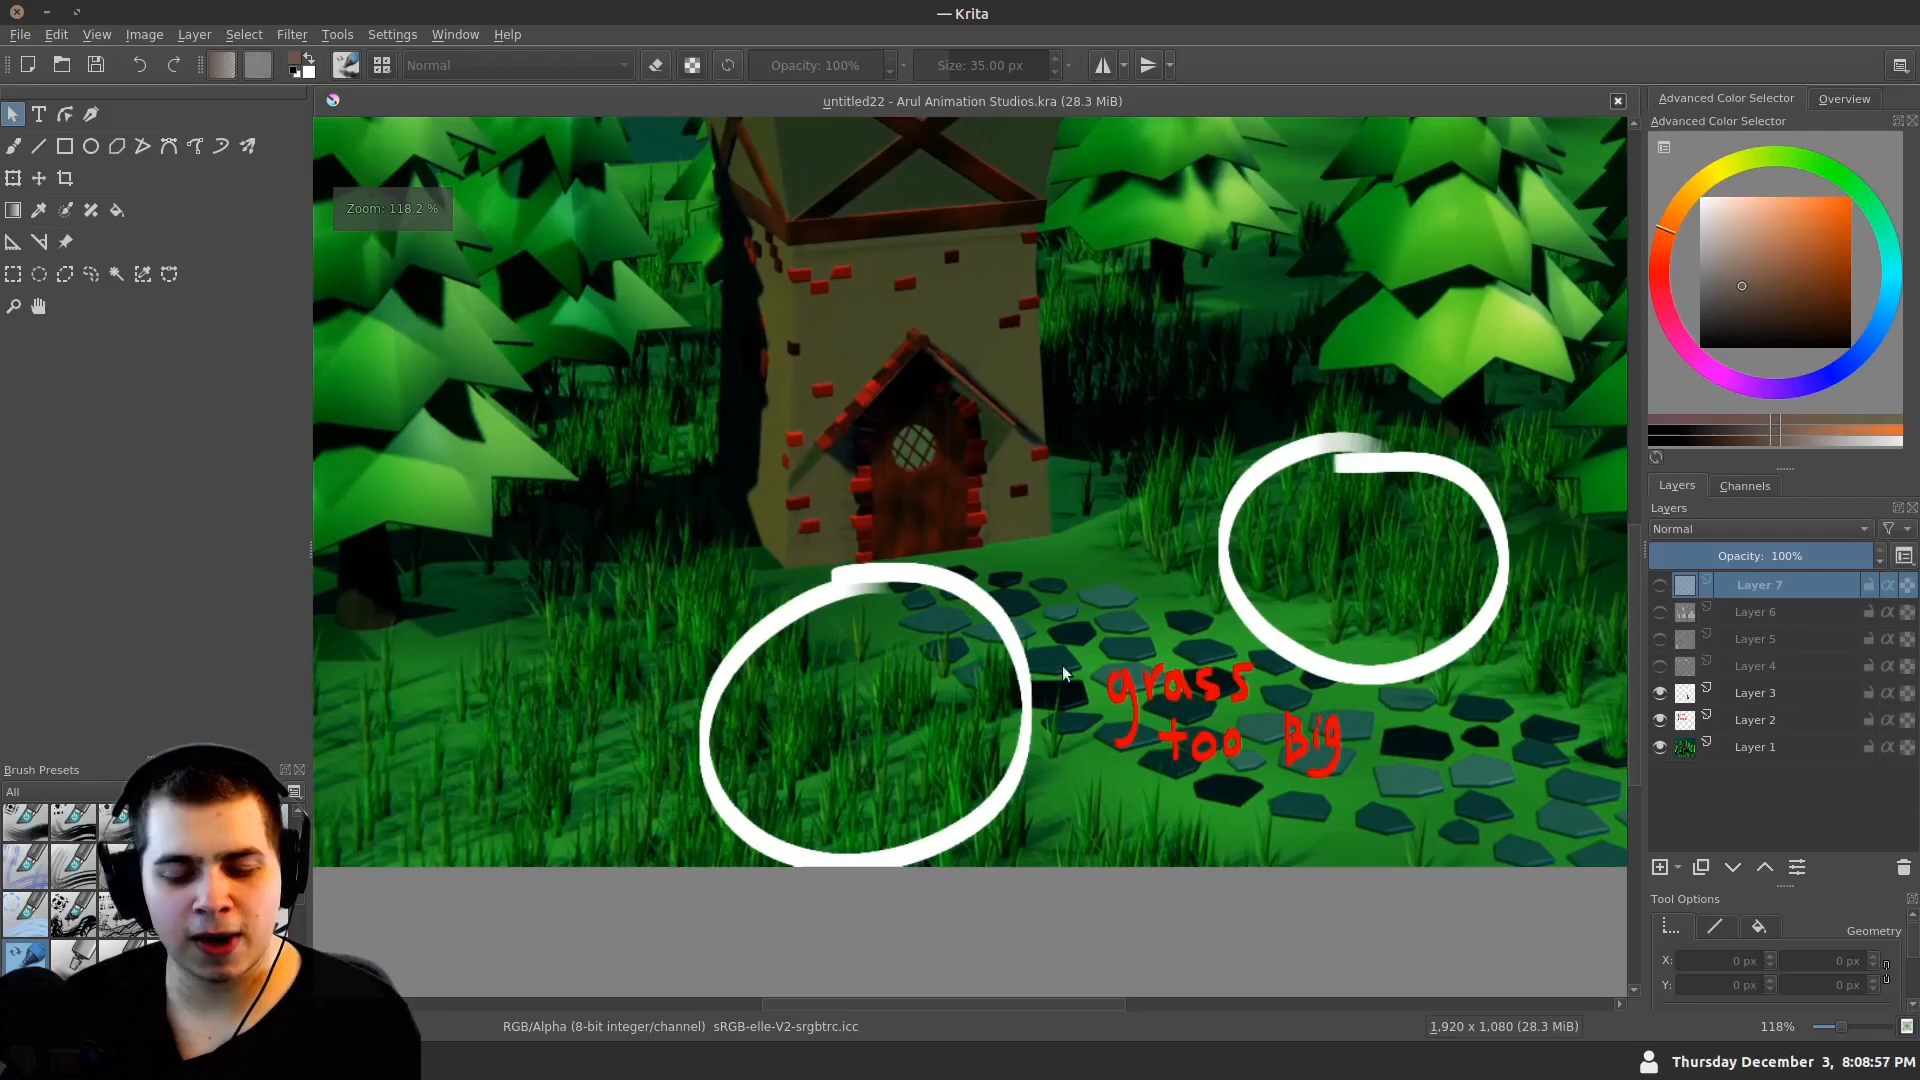 — Krita
File Edit View Image Layer Select Filter Tools Settings Window Help
Normal
Opacity: 100%
Size: 35.00 px
untitled22 - Arul Animation Studios.kra (28.3 MiB)
Zoom: 118.2 %
grass
too Big
Advanced Color Selector
Overview
Advanced Color Selector
Layers
Channels
Layers
Normal
Opacity: 100%
Layer 7
Layer 6
Layer 5
Layer 4
Layer 3
Layer 2
Layer 1
Tool Options
Geometry
X: 0 px 0 px
Y: 0 px 0 px
Brush Presets
All
RGB/Alpha (8-bit integer/channel) sRGB-elle-V2-srgbtrc.icc
1,920 x 1,080 (28.3 MiB)
118%
Thursday December 3, 8:08:57 PM